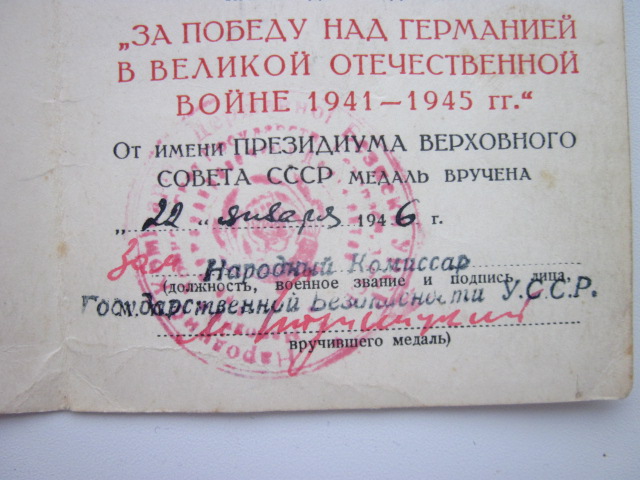 „ЗА ПОБЕДУ НАД ГЕРМАНИЕЙ
В ВЕЛИКОЙ ОТЕЧЕСТВЕННОЙ
ВОЙНЕ 1941—1945 гг.“
От имени ПРЕЗИДИУМА ВЕРХОВНОГО
СОВЕТА СССР медаль вручена
„22“ января 1946 г.
Народный Комиссар
(должность, военное звание и подпись лица,
Государственной Безопасности У.С.С.Р.
М.
вручившего медаль)